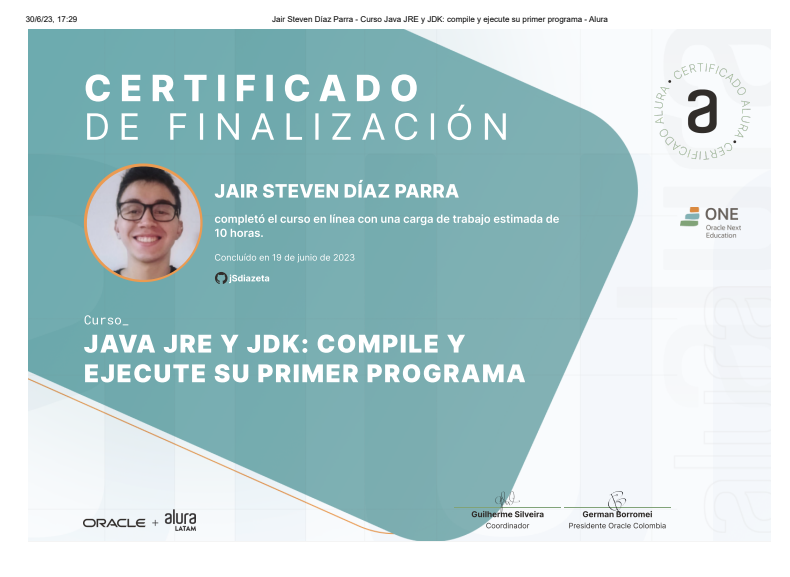 30/6/23, 17:29
Jair Steven Díaz Parra - Curso Java JRE y JDK: compile y ejecute su primer programa - Alura
CERTIFICADO
DE FINALIZACIÓN
CERTIFICADO ALURA • CERTIFICADO ALURA •
a
JAIR STEVEN DÍAZ PARRA
completó el curso en línea con una carga de trabajo estimada de
10 horas.
ONE
Oracle Next
Education
Concluído en 19 de junio de 2023
jSdiazeta
Curso_
JAVA JRE Y JDK: COMPILE Y
EJECUTE SU PRIMER PROGRAMA
ORACLE + alura
LATAM
Guilherme Silveira
Coordinador
German Borromei
Presidente Oracle Colombia
alura